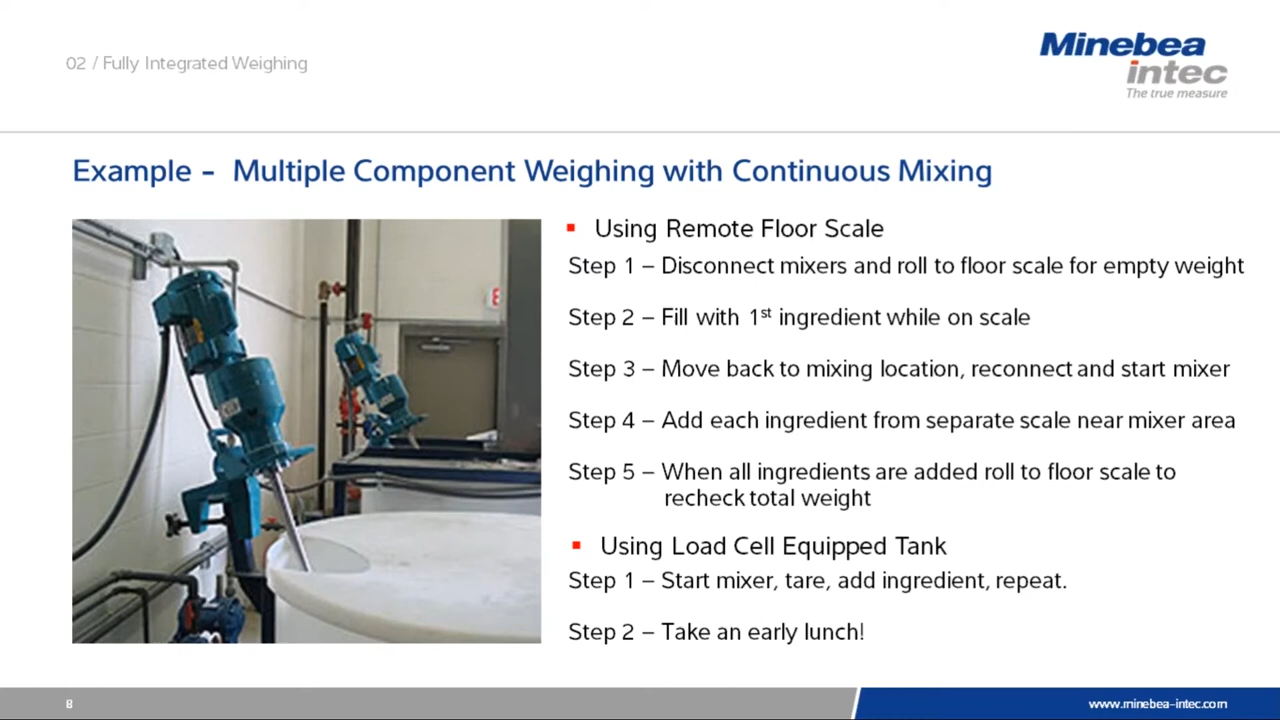 02 / Fully Integrated Weighing
Minebea
intec
The true measure
Example - Multiple Component Weighing with Continuous Mixing
▪ Using Remote Floor Scale
Step 1 – Disconnect mixers and roll to floor scale for empty weight
Step 2 – Fill with 1st ingredient while on scale
Step 3 – Move back to mixing location, reconnect and start mixer
Step 4 – Add each ingredient from separate scale near mixer area
Step 5 – When all ingredients are added roll to floor scale to
recheck total weight
▪ Using Load Cell Equipped Tank
Step 1 – Start mixer, tare, add ingredient, repeat.
Step 2 – Take an early lunch!
8
www.minebea-intec.com